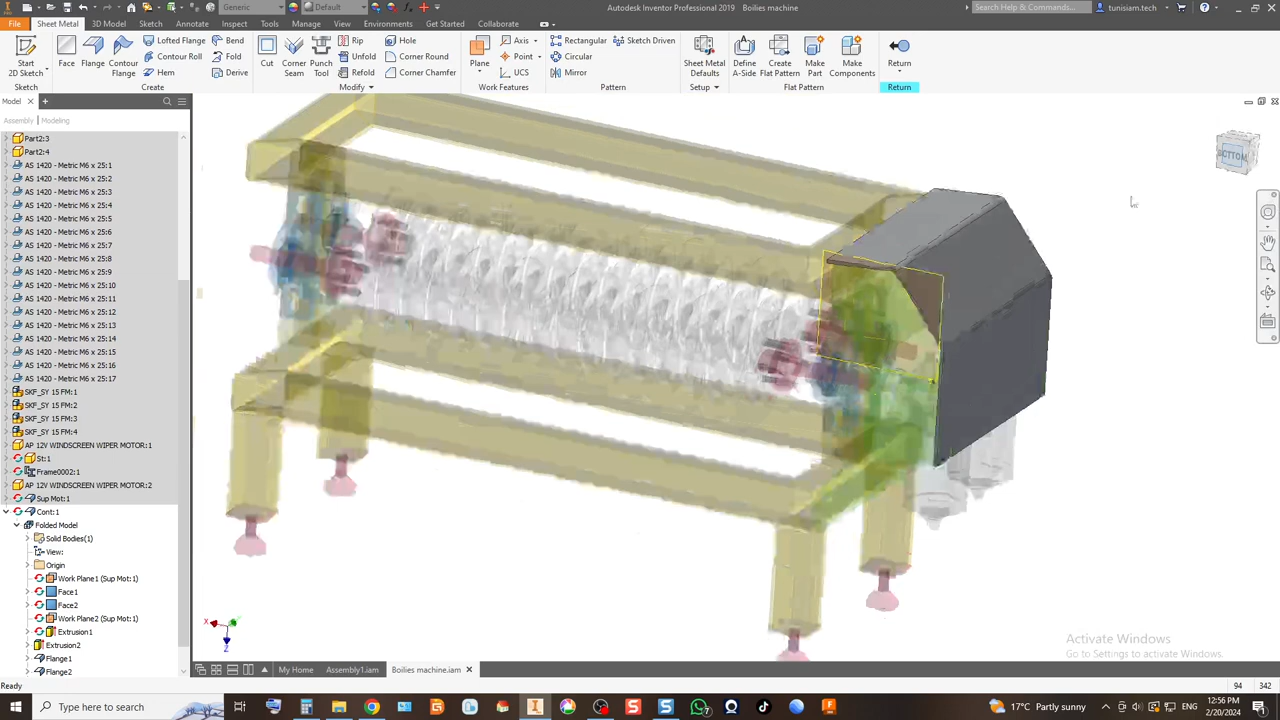 Generic
Default
Autodesk Inventor Professional 2019 Boilies machine
Search Help & Commands...
tunisiam.tech
File
Sheet Metal
3D Model
Sketch
Annotate
Inspect
Tools
Manage
View
Environments
Get Started
Collaborate
Start
2D Sketch
Face
Flange
Contour
Flange
Lofted Flange
Contour Roll
Hem
Bend
Fold
Derive
Cut
Corner
Seam
Punch
Tool
Rip
Unfold
Refold
Hole
Corner Round
Corner Chamfer
Plane
Axis
Point
UCS
Rectangular
Circular
Mirror
Sketch Driven
Sheet Metal
Defaults
Define
A-Side
Create
Flat Pattern
Make
Part
Make
Components
Return
Sketch
Create
Modify
Work Features
Pattern
Setup
Flat Pattern
Return
Model
Assembly
Modeling
Part2:3
Part2:4
AS 1420 - Metric M6 x 25:1
AS 1420 - Metric M6 x 25:2
AS 1420 - Metric M6 x 25:3
AS 1420 - Metric M6 x 25:4
AS 1420 - Metric M6 x 25:5
AS 1420 - Metric M6 x 25:6
AS 1420 - Metric M6 x 25:7
AS 1420 - Metric M6 x 25:8
AS 1420 - Metric M6 x 25:9
AS 1420 - Metric M6 x 25:10
AS 1420 - Metric M6 x 25:11
AS 1420 - Metric M6 x 25:12
AS 1420 - Metric M6 x 25:13
AS 1420 - Metric M6 x 25:14
AS 1420 - Metric M6 x 25:15
AS 1420 - Metric M6 x 25:16
AS 1420 - Metric M6 x 25:17
SKF_SY 15 FM:1
SKF_SY 15 FM:2
SKF_SY 15 FM:3
SKF_SY 15 FM:4
AP 12V WINDSCREEN WIPER MOTOR:1
St:1
Frame0002:1
AP 12V WINDSCREEN WIPER MOTOR:2
Sup Mot:1
Cont:1
Folded Model
Solid Bodies(1)
View:
Origin
Work Plane1 (Sup Mot:1)
Face1
Face2
Work Plane2 (Sup Mot:1)
Extrusion1
Extrusion2
Flange1
Flange2
BOTTOM
X
Y
Z
Activate Windows
Go to Settings to activate Windows.
My Home
Assembly1.iam
Boilies machine.iam
Ready
94
342
Type here to search
17°C Partly sunny
12:56 PM
2/20/2024